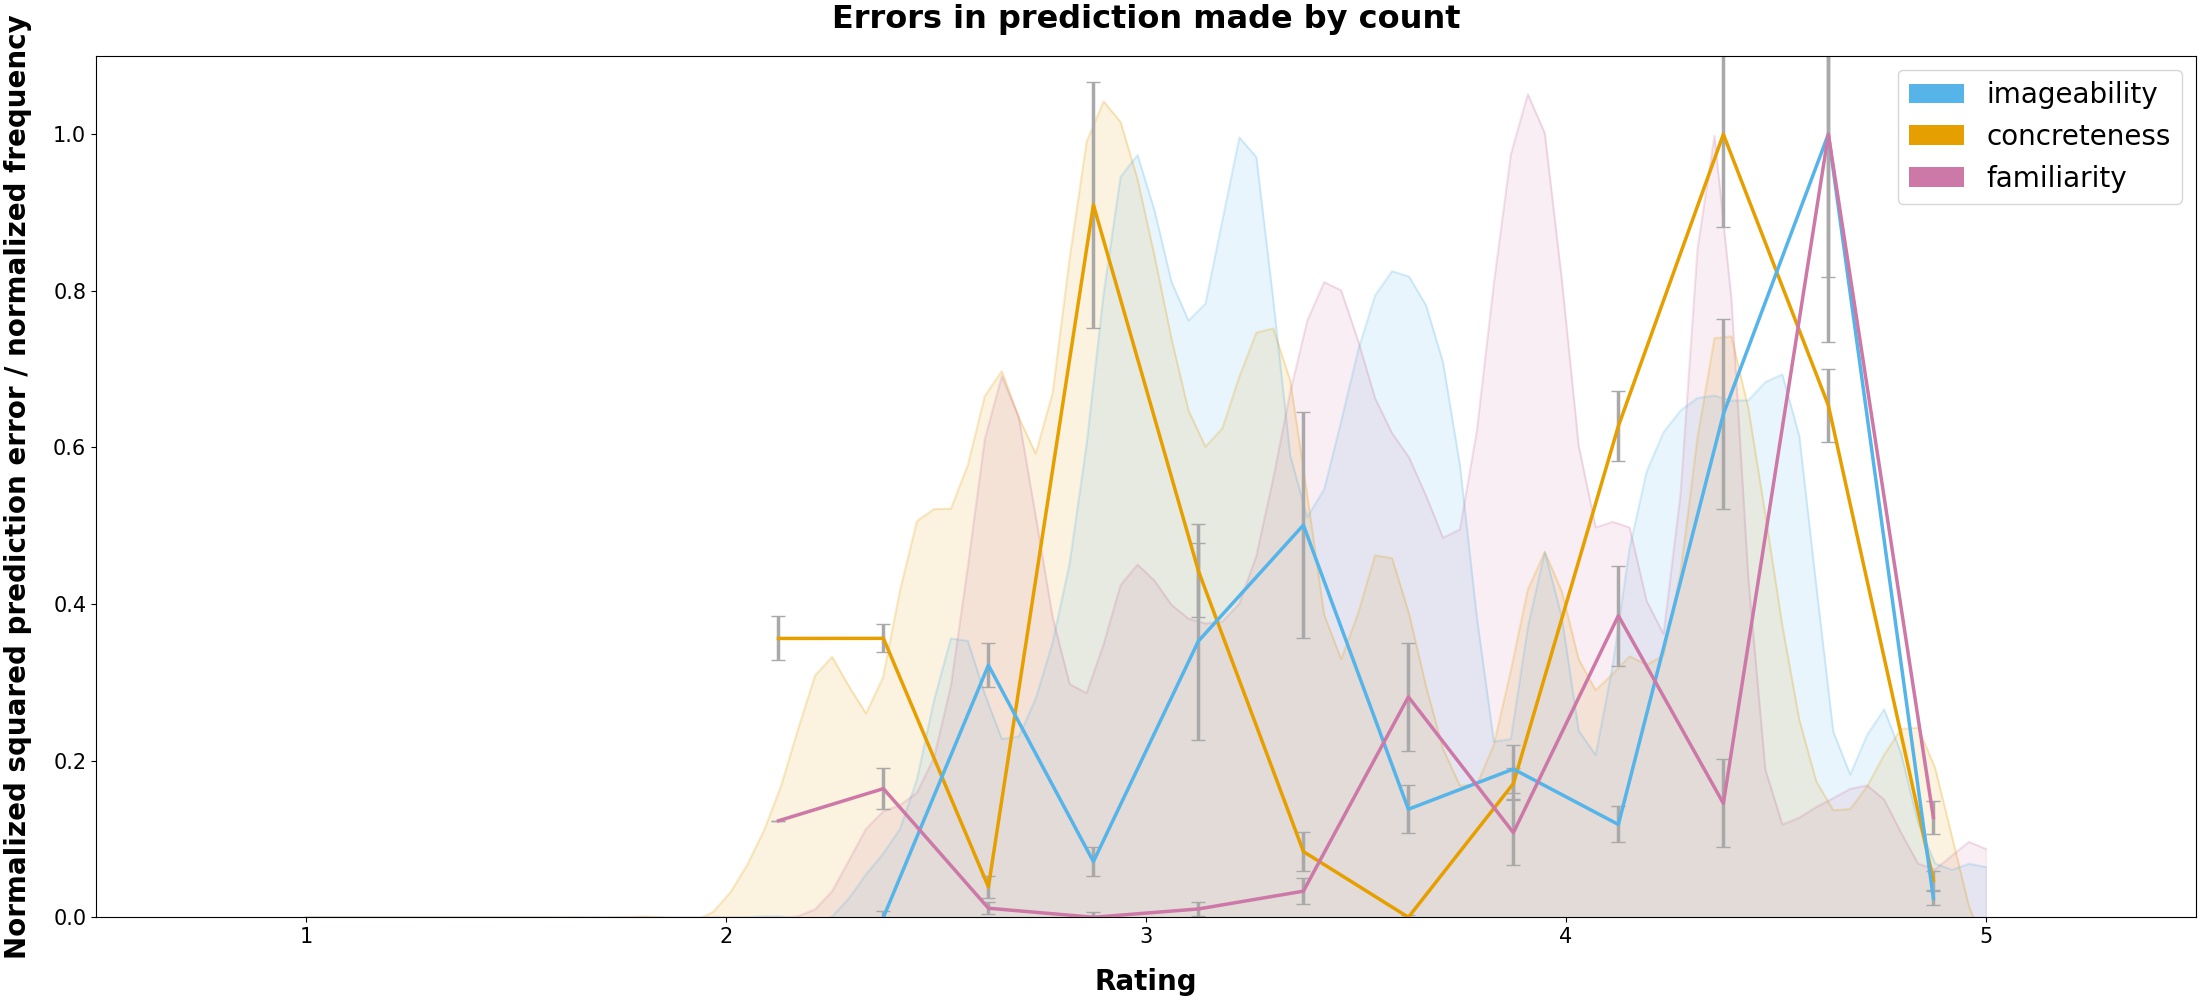 Errors in prediction made by count
Normalized squared prediction error / normalized frequency
1.0
0.8
0.6
0.4
0.2
0.0
imageability
concreteness
familiarity
1 2 3 4 5
Rating